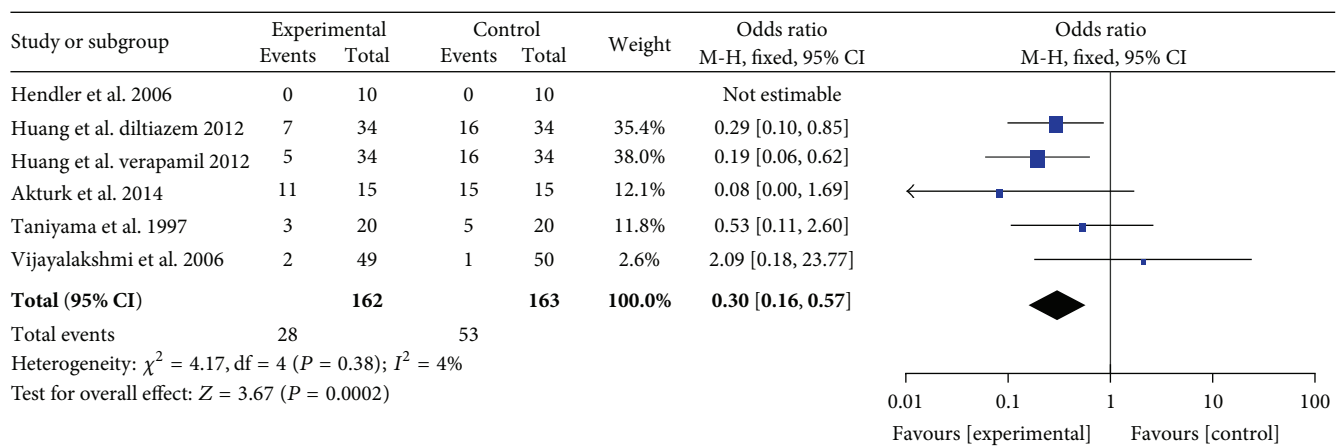 Study or subgroup Experimental Control Weight Odds ratio Odds ratio
Events Total Events Total M-H, fixed, 95% CI M-H, fixed, 95% CI
Hendler et al. 2006 0 10 0 10 Not estimable
Huang et al. diltiazem 2012 7 34 16 34 35.4% 0.29 [0.10, 0.85]
Huang et al. verapamil 2012 5 34 16 34 38.0% 0.19 [0.06, 0.62]
Akturk et al. 2014 11 15 15 15 12.1% 0.08 [0.00, 1.69]
Taniyama et al. 1997 3 20 5 20 11.8% 0.53 [0.11, 2.60]
Vijayalakshmi et al. 2006 2 49 1 50 2.6% 2.09 [0.18, 23.77]
Total (95% CI) 162 163 100.0% 0.30 [0.16, 0.57]
Total events 28 53
Heterogeneity: χ² = 4.17, df = 4 (P = 0.38); I² = 4%
Test for overall effect: Z = 3.67 (P = 0.0002)
0.01 0.1 1 10 100
Favours [experimental] Favours [control]